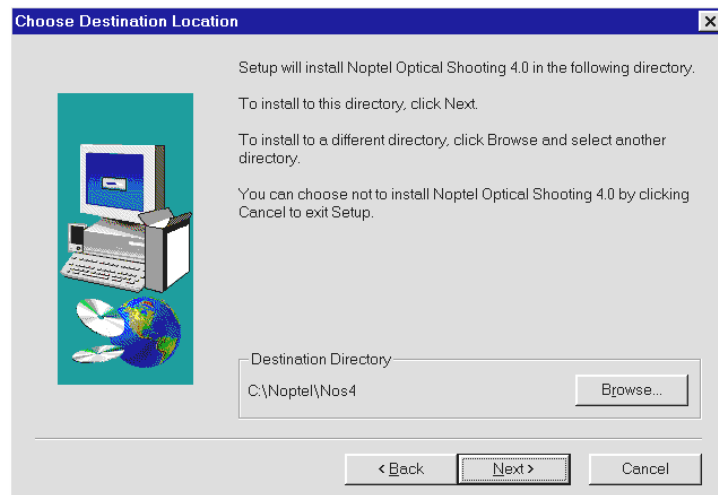 Choose Destination Location
Setup will install Noptel Optical Shooting 4.0 in the following directory.
To install to this directory, click Next.
To install to a different directory, click Browse and select another
directory.
You can choose not to install Noptel Optical Shooting 4.0 by clicking
Cancel to exit Setup.
Destination Directory
C:\Noptel\Nos4
Browse...
< Back
Next >
Cancel